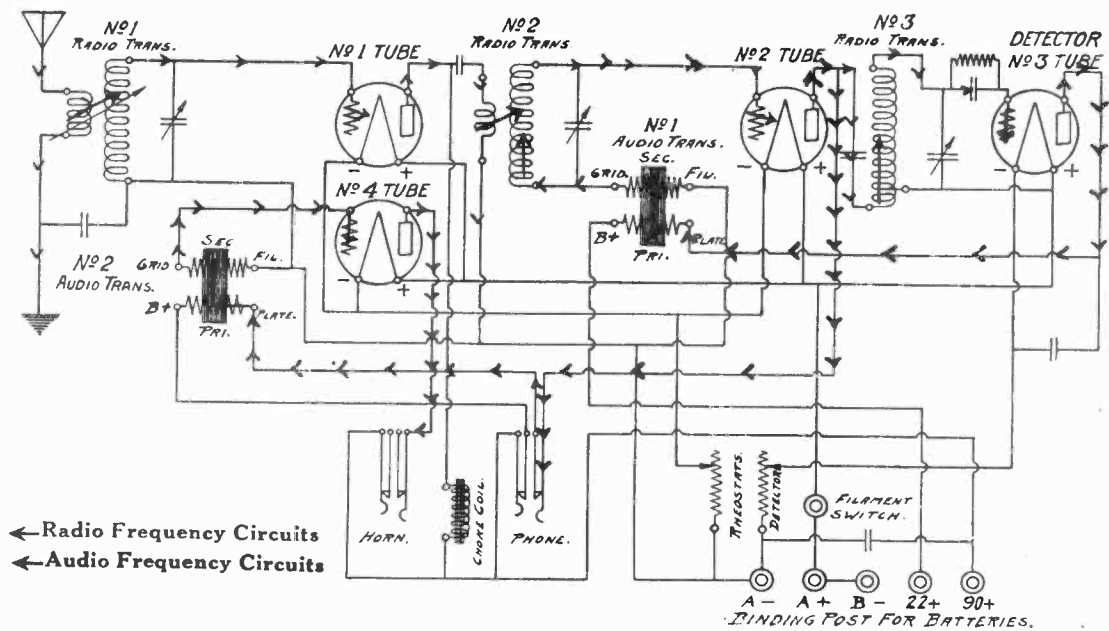 Nº1
RADIO TRANS.
Nº1 TUBE
Nº2
RADIO TRANS.
Nº2 TUBE
Nº3
RADIO TRANS.
DETECTOR
Nº3 TUBE
- +
Nº4 TUBE
- +
Nº1
AUDIO TRANS.
SEC.
GRID FIL.
B+ PLATE
PRI.
- +
- +
SEC
GRID FIL.
Nº2
AUDIO TRANS.
B+ PLATE.
PRI.
HORN.
CHOKE COIL.
PHONE.
RHEOSTATS.
DETECTOR
FILAMENT
SWITCH.
Radio Frequency Circuits
Audio Frequency Circuits
A- A+ B- 22+ 90+
BINDING POST FOR BATTERIES.